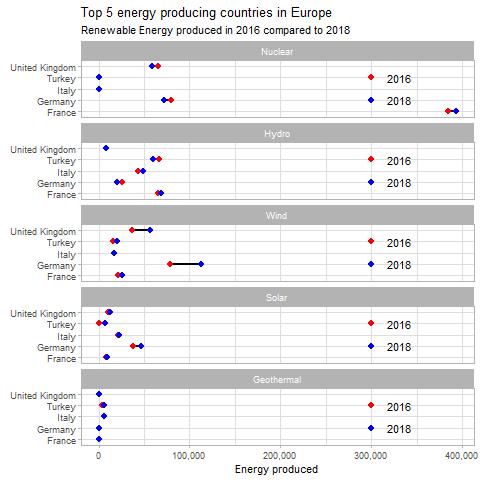 Top 5 energy producing countries in Europe
Renewable Energy produced in 2016 compared to 2018
Nuclear
United Kingdom
Turkey
Italy
Germany
France
2016
2018
Hydro
United Kingdom
Turkey
Italy
Germany
France
2016
2018
Wind
United Kingdom
Turkey
Italy
Germany
France
2016
2018
Solar
United Kingdom
Turkey
Italy
Germany
France
2016
2018
Geothermal
United Kingdom
Turkey
Italy
Germany
France
2016
2018
0 100,000 200,000 300,000 400,000
Energy produced